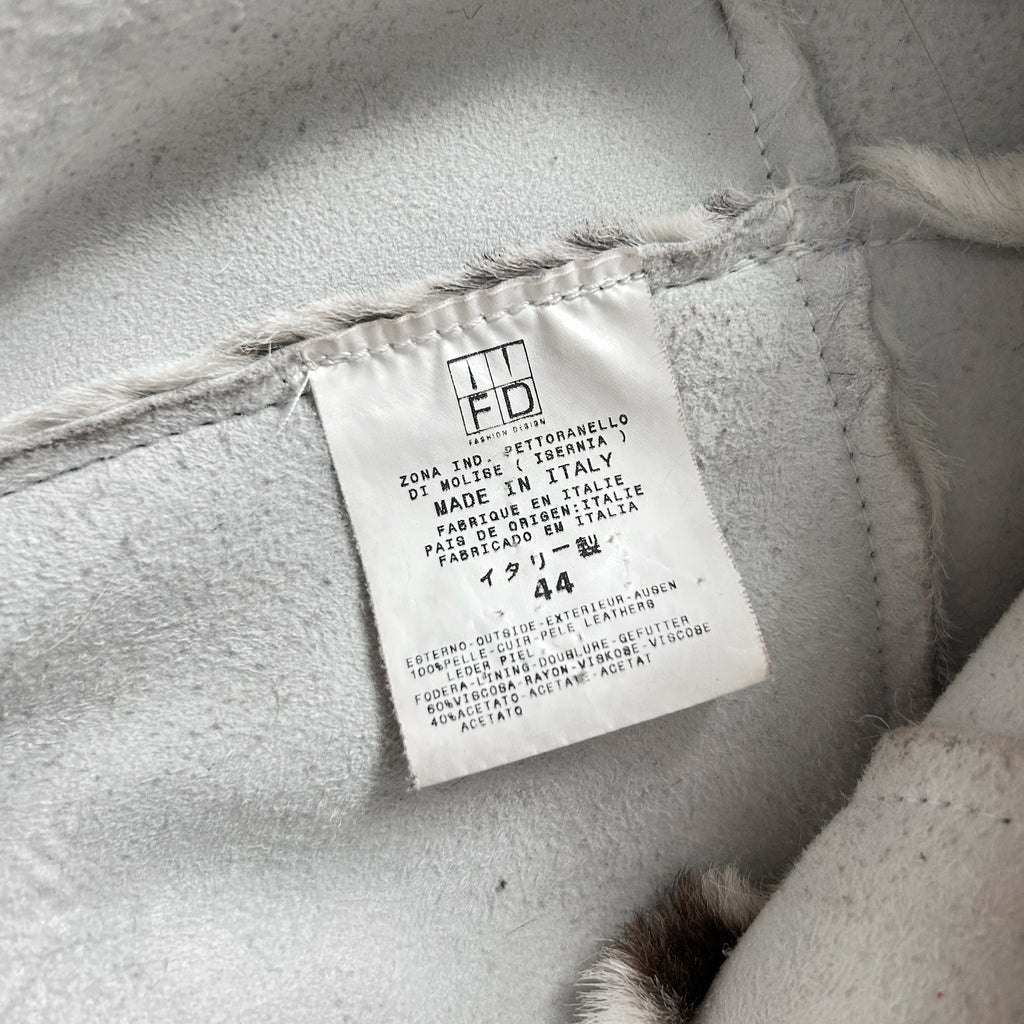 FD
FASHION DESIGN
ZONA IND. PETTORANELLO
DI MOLISE ( ISERNIA )
MADE IN ITALY
FABRIQUE EN ITALIE
PAIS DE ORIGEN:ITALIE
FABRICADO EM ITALIA
イタリー製
44
ESTERNO-OUTSIDE-EXTERIEUR-AUSEN
100%PELLE-CUIR-PELE LEATHERS
LEDER PIEL
FODERA-LINING-DOUBLURE-GEFUTTER
60%VISCOSA-RAYON-VISKOSE-VISCOSE
40%ACETATO-ACETATE-ACETAT
ACETATO